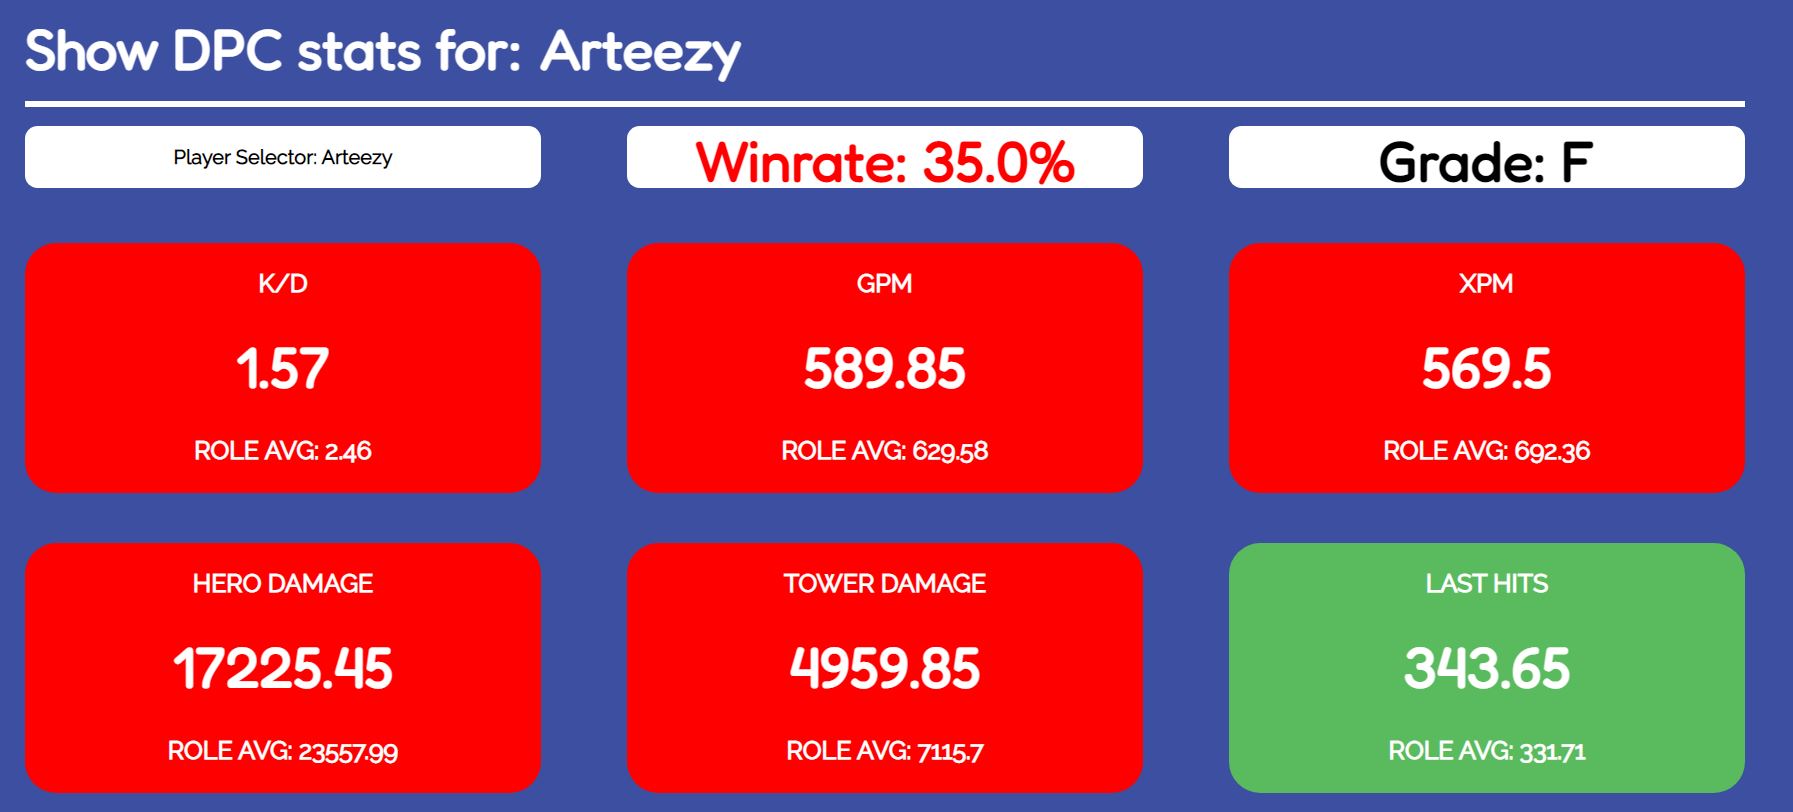 Show DPC stats for: Arteezy
Player Selector: Arteezy
Winrate: 35.0%
Grade: F
K/D
1.57
ROLE AVG: 2.46
GPM
589.85
ROLE AVG: 629.58
XPM
569.5
ROLE AVG: 692.36
HERO DAMAGE
17225.45
ROLE AVG: 23557.99
TOWER DAMAGE
4959.85
ROLE AVG: 7115.7
LAST HITS
343.65
ROLE AVG: 331.71